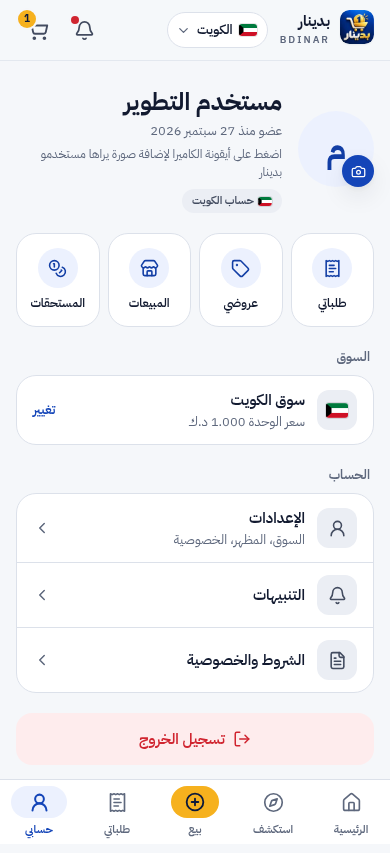 بدينار
BDINAR
الكويت
1
بدينار
مستخدم التطوير
عضو منذ 27 سبتمبر 2026
اضغط على أيقونة الكاميرا لإضافة صورة يراها مستخدمو
بدينار
حساب الكويت
م
طلباتي
عروضي
المبيعات
المستحقات
السوق
سوق الكويت
سعر الوحدة 1.000 د.ك
تغيير
الحساب
الإعدادات
السوق، المظهر، الخصوصية
التنبيهات
الشروط والخصوصية
تسجيل الخروج
الرئيسية
استكشف
بيع
طلباتي
حسابي